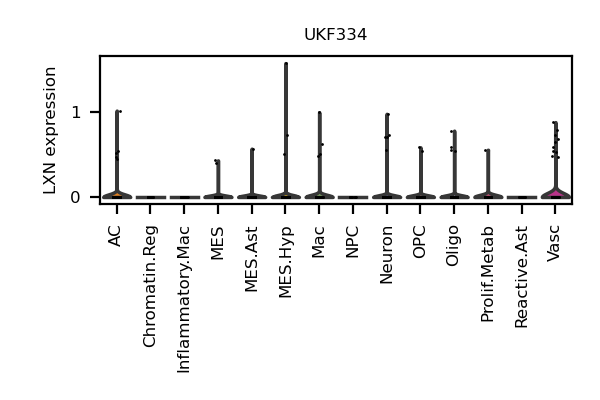 UKF334
LXN expression
1
0
AC
Chromatin.Reg
Inflammatory.Mac
MES
MES.Ast
MES.Hyp
Mac
NPC
Neuron
OPC
Oligo
Prolif.Metab
Reactive.Ast
Vasc